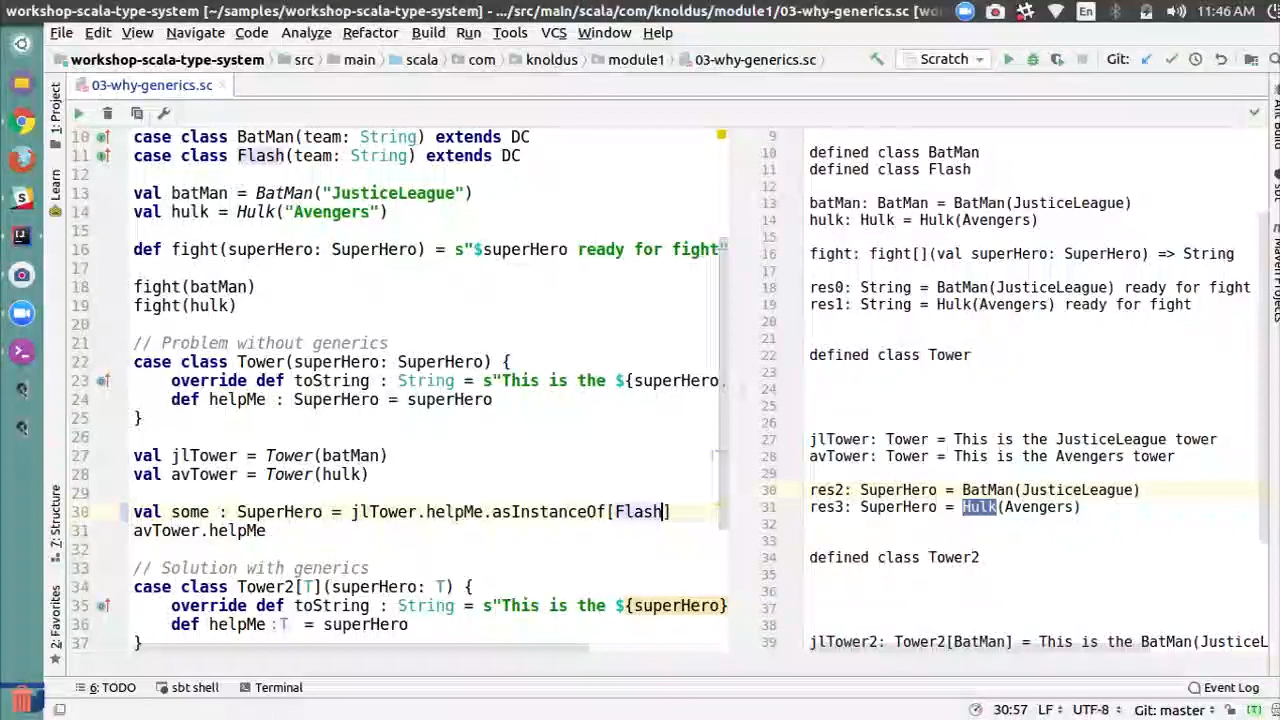 workshop-scala-type-system [~/samples/workshop-scala-type-system] - .../src/main/scala/com/knoldus/module1/03-why-generics.sc
En
11:46 AM
File Edit View Navigate Code Analyze Refactor Build Run Tools VCS Window Help
workshop-scala-type-system src main scala com knoldus module1 03-why-generics.sc
Scratch
Git:
03-why-generics.sc
1: Project
Learn
7: Structure
2: Favorites
10 case class BatMan(team: String) extends DC
11 case class Flash(team: String) extends DC
12
13 val batMan = BatMan("JusticeLeague")
14 val hulk = Hulk("Avengers")
15
16 def fight(superHero: SuperHero) = s"$superHero ready for fight"
17
18 fight(batMan)
19 fight(hulk)
20
21 // Problem without generics
22 case class Tower(superHero: SuperHero) {
23 override def toString : String = s"This is the ${superHero.
24 def helpMe : SuperHero = superHero
25 }
26
27 val jlTower = Tower(batMan)
28 val avTower = Tower(hulk)
29
30 val some : SuperHero = jlTower.helpMe.asInstanceOf[Flash]
31 avTower.helpMe
32
33 // Solution with generics
34 case class Tower2[T](superHero: T) {
35 override def toString : String = s"This is the ${superHero}
36 def helpMe :T = superHero
37 }
9
10 defined class BatMan
11 defined class Flash
12
13 batMan: BatMan = BatMan(JusticeLeague)
14 hulk: Hulk = Hulk(Avengers)
15
16 fight: fight[](val superHero: SuperHero) => String
17
18 res0: String = BatMan(JusticeLeague) ready for fight
19 res1: String = Hulk(Avengers) ready for fight
20
21
22 defined class Tower
23
24
25
26
27 jlTower: Tower = This is the JusticeLeague tower
28 avTower: Tower = This is the Avengers tower
29
30 res2: SuperHero = BatMan(JusticeLeague)
31 res3: SuperHero = Hulk(Avengers)
32
33
34 defined class Tower2
35
36
37
38
39 jlTower2: Tower2[BatMan] = This is the BatMan(JusticeL
Maven Projects
6: TODO
sbt shell
Terminal
Event Log
30:57 LF UTF-8 Git: master [T]